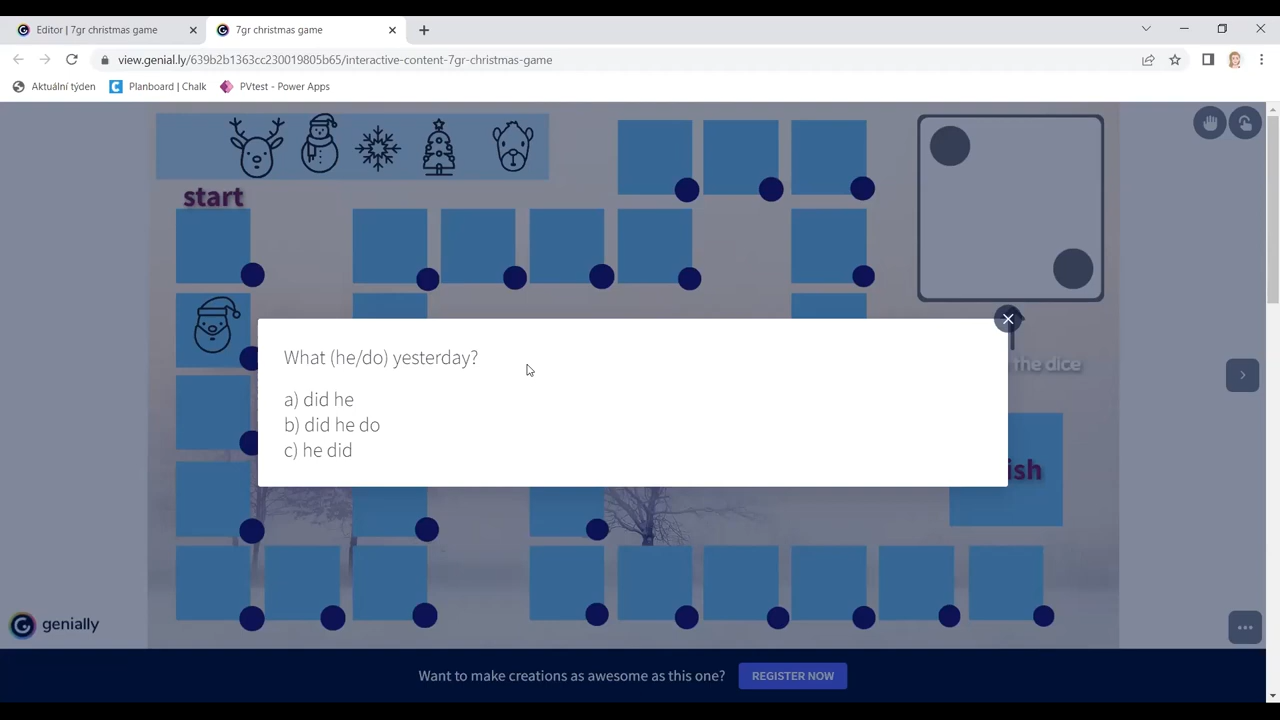 Editor | 7gr christmas game
7gr christmas game
view.genial.ly/639b2b1363cc230019805b65/interactive-content-7gr-christmas-game
Aktuální týden
Planboard | Chalk
PVtest - Power Apps
start
What (he/do) yesterday?
a) did he
b) did he do
c) he did
the dice
ish
genially
Want to make creations as awesome as this one?
REGISTER NOW